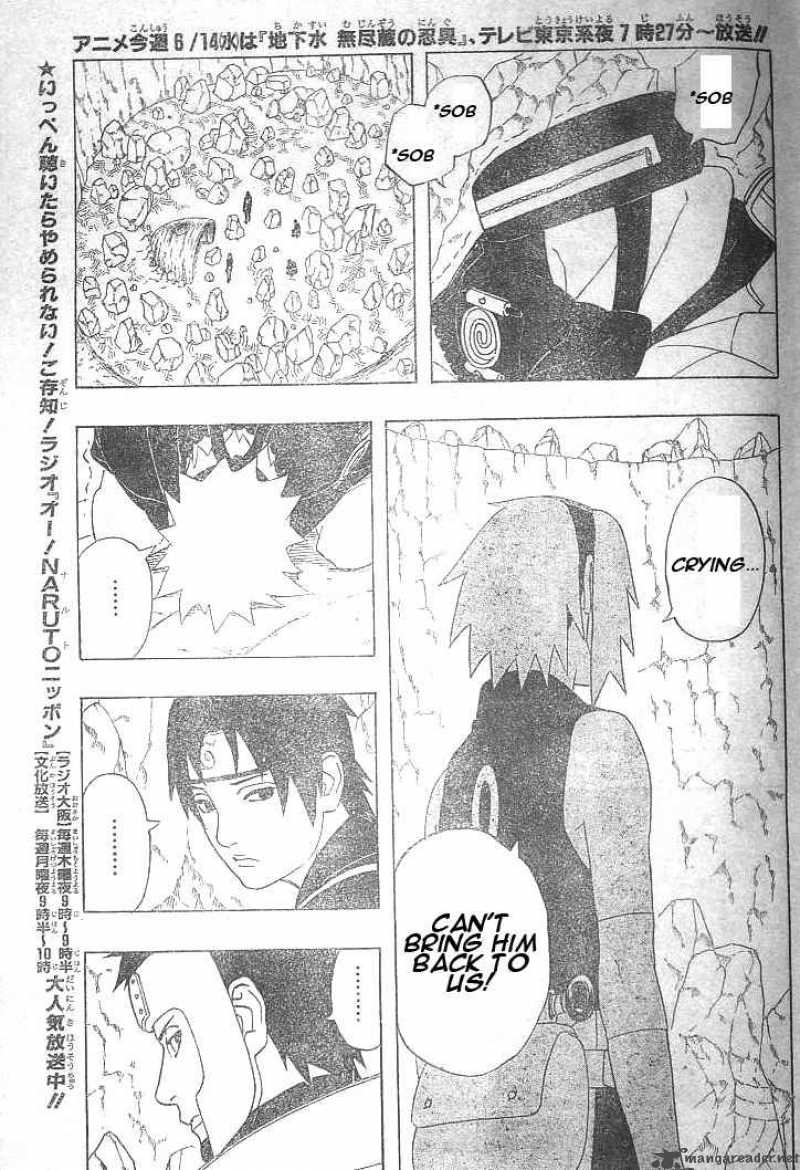 アニメ今週6/14(水)は『地下水 無尽蔵の忍具』、テレビ東京系夜7時27分〜放送!!
★いっぺん聴いたらやめられない!ご存知!ラジオ『オー!NARUTOニッポン』
【ラジオ大阪】毎週木曜夜9時〜9時半
【文化放送】毎週月曜夜9時半〜10時
大人気放送中!!
*SOB
*SOB
*SOB
CRYING...
.......
.......
CAN'T
BRING HIM
BACK TO
US!
........
mangareader.net